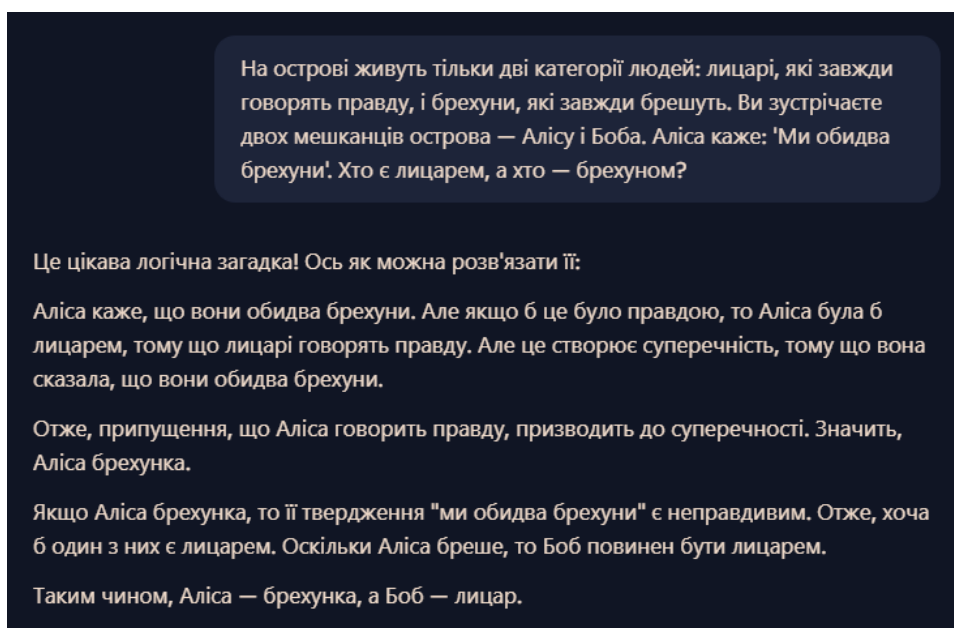 На острові живуть тільки дві категорії людей: лицарі, які завжди
говорять правду, і брехуни, які завжди брешуть. Ви зустрічаєте
двох мешканців острова — Алісу і Боба. Аліса каже: 'Ми обидва
брехуни'. Хто є лицарем, а хто — брехуном?
Це цікава логічна загадка! Ось як можна розв'язати її:
Аліса каже, що вони обидва брехуни. Але якщо б це було правдою, то Аліса була б
лицарем, тому що лицарі говорять правду. Але це створює суперечність, тому що вона
сказала, що вони обидва брехуни.
Отже, припущення, що Аліса говорить правду, призводить до суперечності. Значить,
Аліса брехунка.
Якщо Аліса брехунка, то її твердження "ми обидва брехуни" є неправдивим. Отже, хоча
б один з них є лицарем. Оскільки Аліса бреше, то Боб повинен бути лицарем.
Таким чином, Аліса — брехунка, а Боб — лицар.